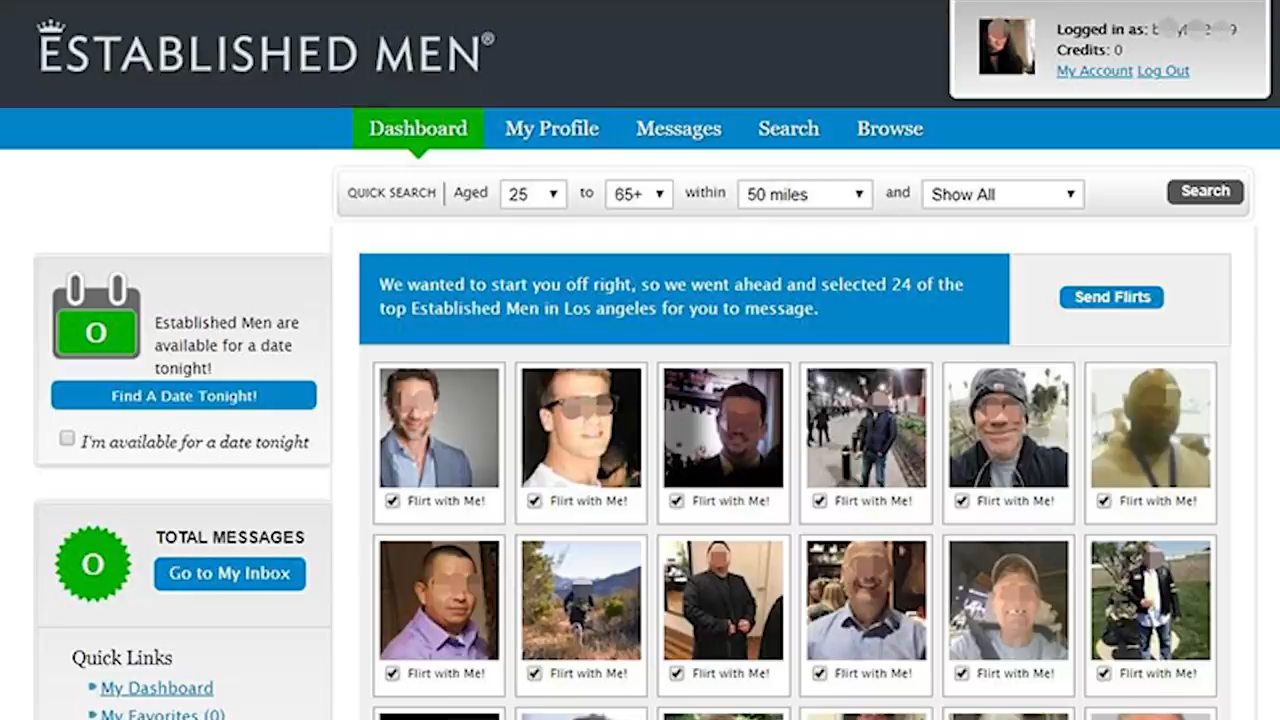 ESTABLISHED MEN®
Logged in as:
Credits: 0
My Account Log Out
Dashboard My Profile Messages Search Browse
QUICK SEARCH Aged 25 to 65+ within 50 miles and Show All Search
We wanted to start you off right, so we went ahead and selected 24 of the
top Established Men in Los angeles for you to message.
Send Flirts
0
Established Men are
available for a date
tonight!
Find A Date Tonight!
I'm available for a date tonight
Flirt with Me! Flirt with Me! Flirt with Me! Flirt with Me! Flirt with Me! Flirt with Me!
0
TOTAL MESSAGES
Go to My Inbox
Quick Links
My Dashboard
My Favorites (0)
Flirt with Me! Flirt with Me! Flirt with Me! Flirt with Me! Flirt with Me! Flirt with Me!